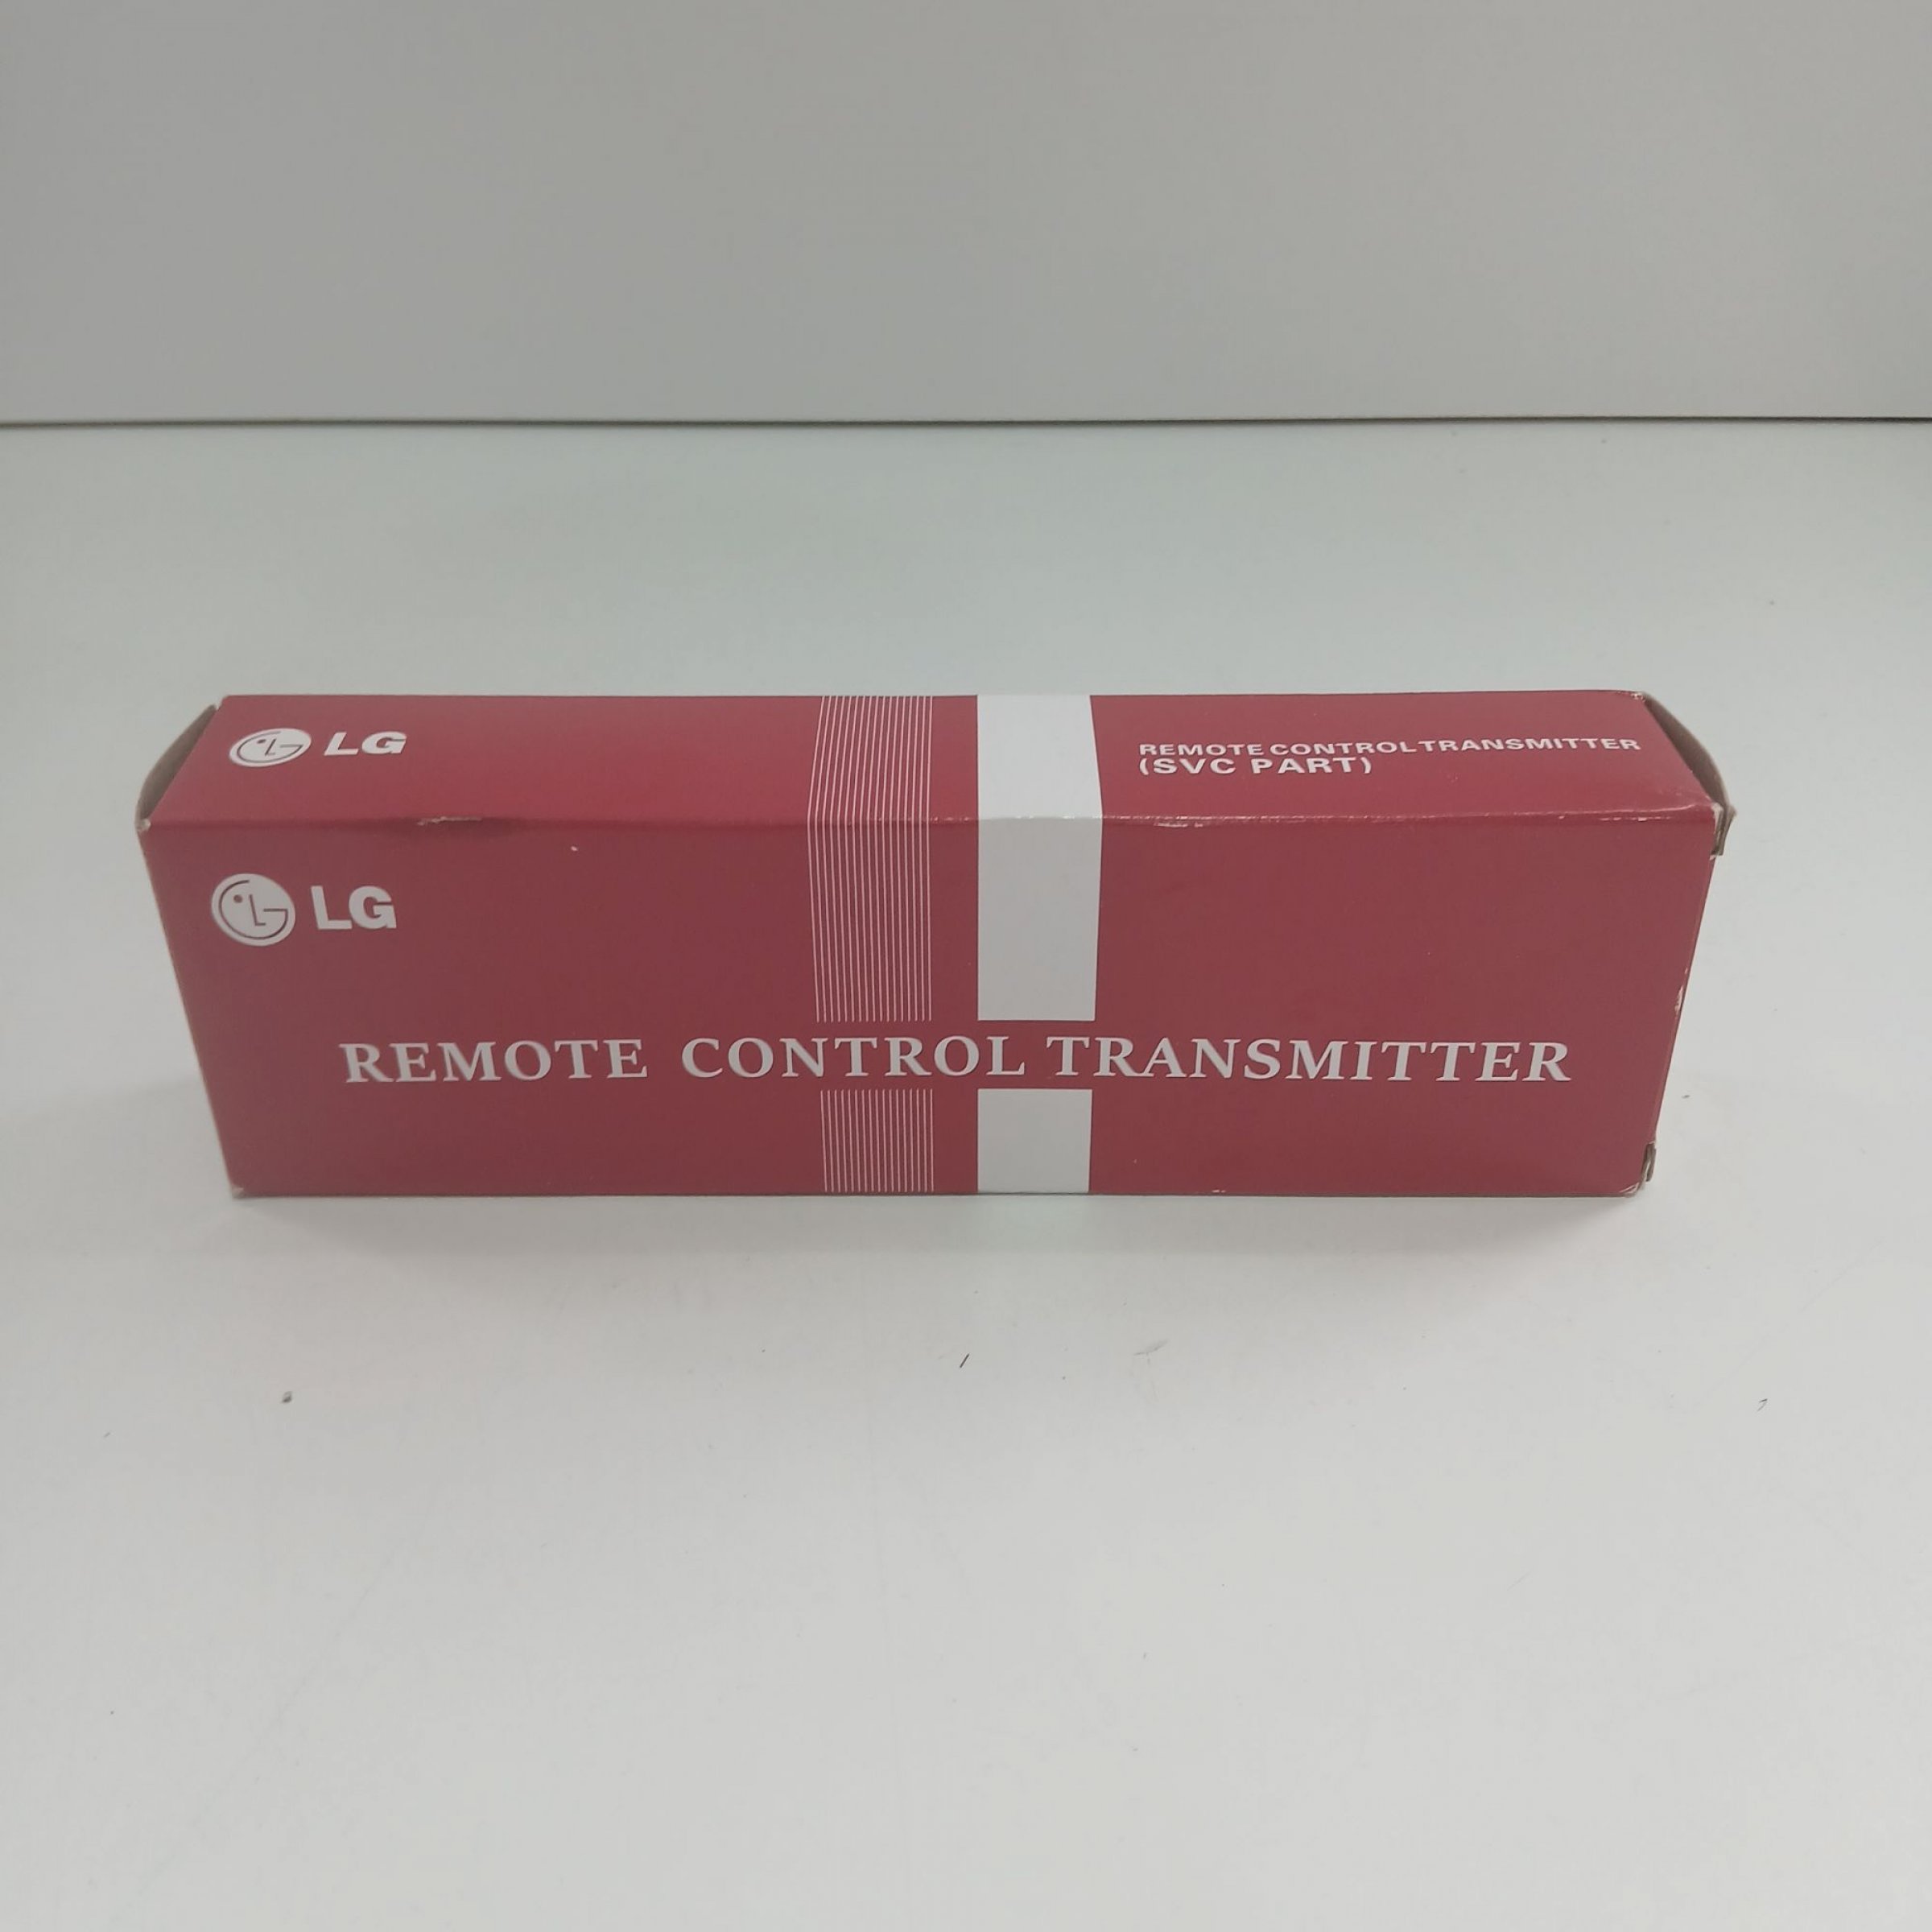 LG
REMOTE CONTROL TRANSMITTER
(SVC PART)
LG
REMOTE CONTROL TRANSMITTER